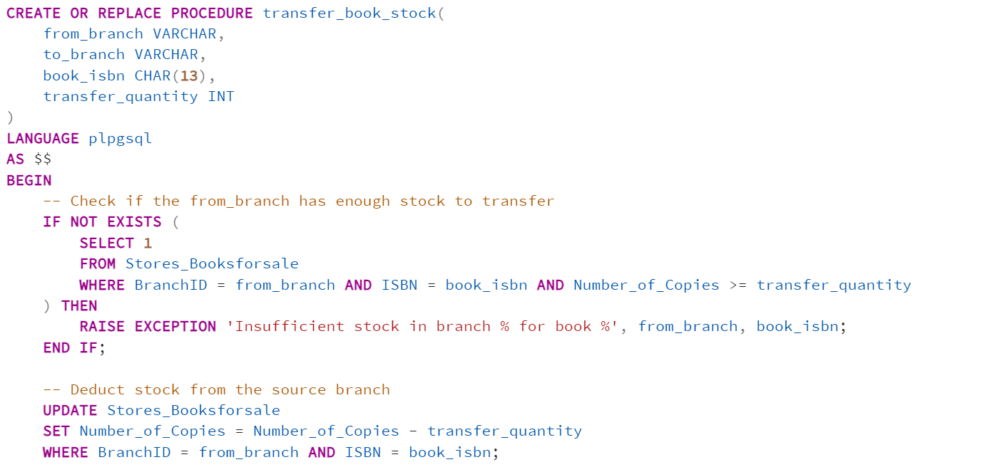 CREATE OR REPLACE PROCEDURE transfer_book_stock(
    from_branch VARCHAR,
    to_branch VARCHAR,
    book_isbn CHAR(13),
    transfer_quantity INT
)
LANGUAGE plpgsql
AS $$
BEGIN
    -- Check if the from_branch has enough stock to transfer
    IF NOT EXISTS (
        SELECT 1
        FROM Stores_Booksforsale
        WHERE BranchID = from_branch AND ISBN = book_isbn AND Number_of_Copies >= transfer_quantity
    ) THEN
        RAISE EXCEPTION 'Insufficient stock in branch % for book %', from_branch, book_isbn;
    END IF;

    -- Deduct stock from the source branch
    UPDATE Stores_Booksforsale
    SET Number_of_Copies = Number_of_Copies - transfer_quantity
    WHERE BranchID = from_branch AND ISBN = book_isbn;